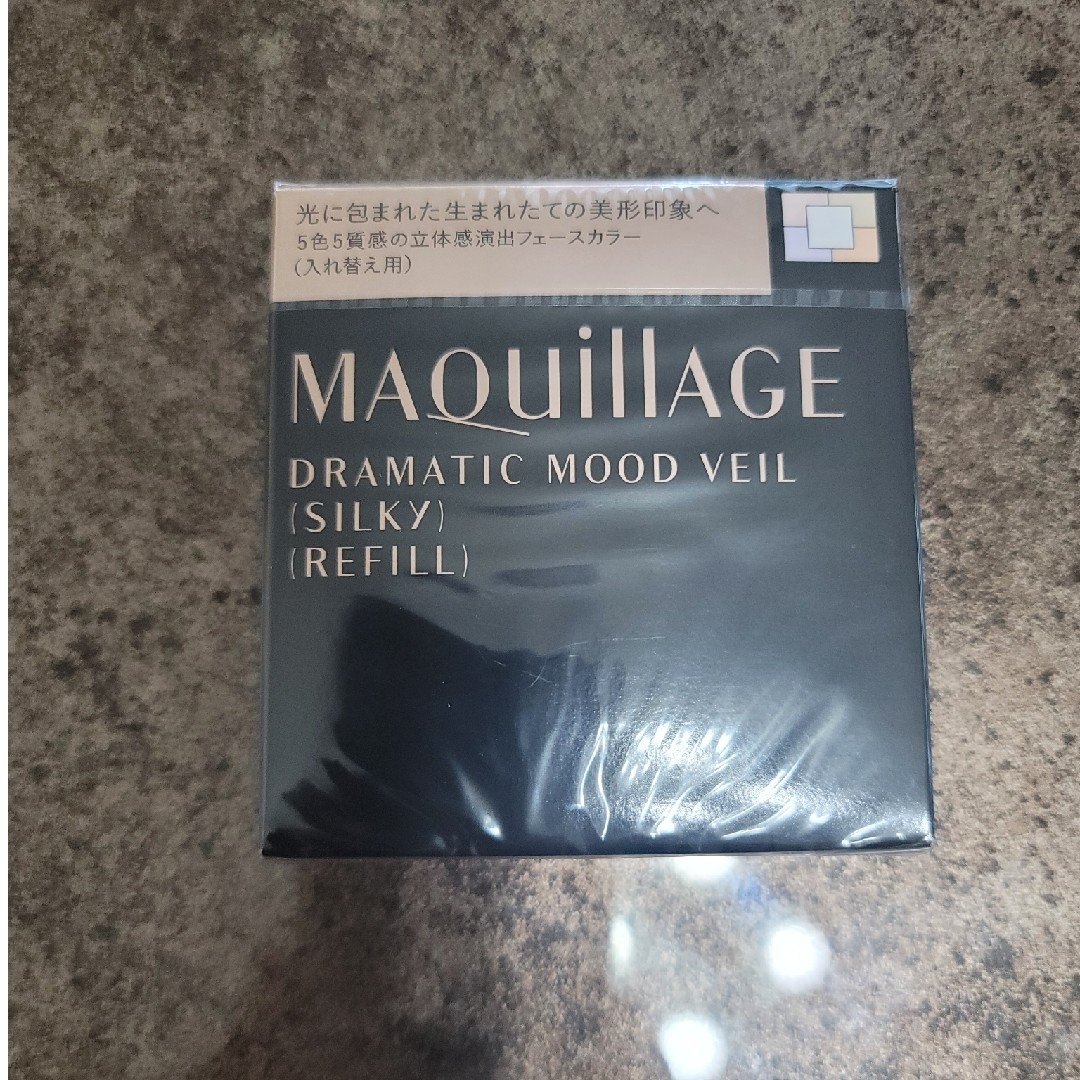 光に包まれた生まれたての美形印象へ
5色5質感の立体感演出フェースカラー
(入れ替え用)
MAQuillAGE
DRAMATIC MOOD VEIL
(SILKY)
(REFILL)